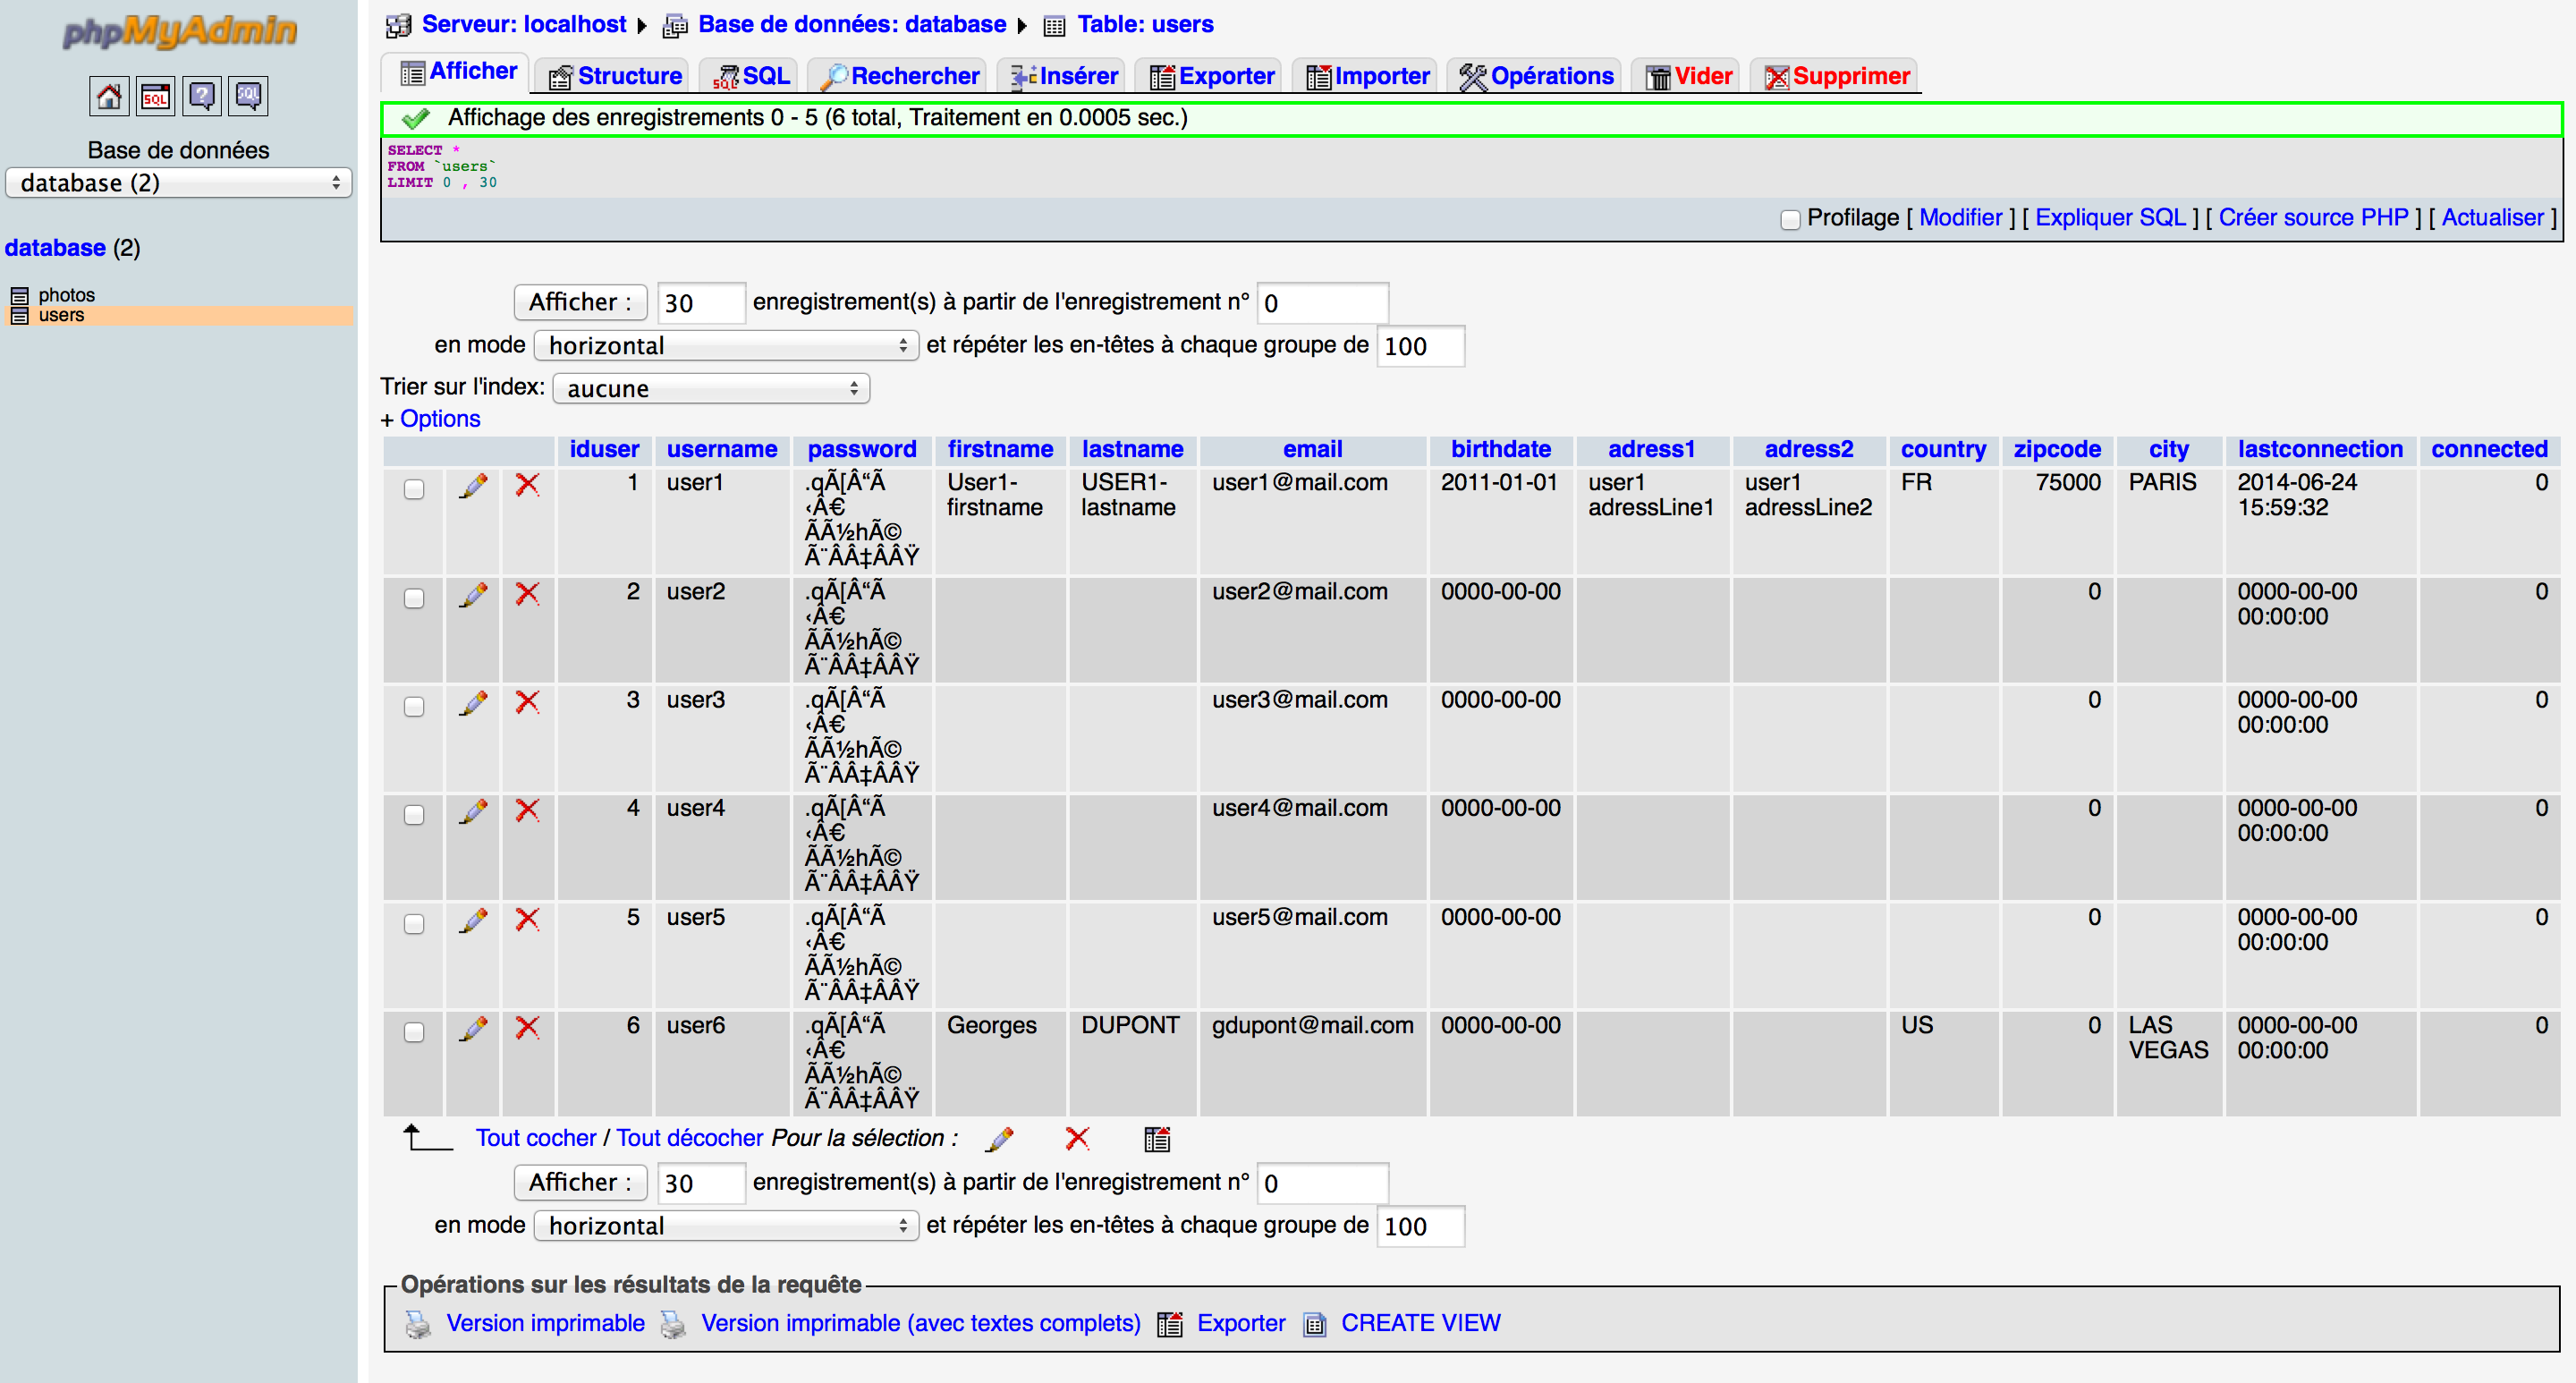 phpMyAdmin
SQL
?
SQL
Base de données
database (2)
database (2)
photos
users
Serveur: localhost Base de données: database Table: users
Afficher Structure SQL Rechercher Insérer Exporter Importer Opérations Vider Supprimer
Affichage des enregistrements 0 - 5 (6 total, Traitement en 0.0005 sec.)
SELECT *
FROM `users`
LIMIT 0 , 30
Profilage [ Modifier ] [ Expliquer SQL ] [ Créer source PHP ] [ Actualiser ]
Afficher : 30 enregistrement(s) à partir de l'enregistrement n° 0
en mode horizontal et répéter les en-têtes à chaque groupe de 100
Trier sur l'index: aucune
+ Options
iduser username password firstname lastname email birthdate adress1 adress2 country zipcode city lastconnection connected
1 user1 .qÃ[Â“Ã User1- USER1- user1@mail.com 2011-01-01 user1 user1 FR 75000 PARIS 2014-06-24 0
‹Â€ firstname lastname adressLine1 adressLine2 15:59:32
ÃÃ½hÃ©
Ã¨ÂÂ‡ÂÂŸ
2 user2 .qÃ[Â“Ã user2@mail.com 0000-00-00 0 0000-00-00 0
‹Â€ 00:00:00
ÃÃ½hÃ©
Ã¨ÂÂ‡ÂÂŸ
3 user3 .qÃ[Â“Ã user3@mail.com 0000-00-00 0 0000-00-00 0
‹Â€ 00:00:00
ÃÃ½hÃ©
Ã¨ÂÂ‡ÂÂŸ
4 user4 .qÃ[Â“Ã user4@mail.com 0000-00-00 0 0000-00-00 0
‹Â€ 00:00:00
ÃÃ½hÃ©
Ã¨ÂÂ‡ÂÂŸ
5 user5 .qÃ[Â“Ã user5@mail.com 0000-00-00 0 0000-00-00 0
‹Â€ 00:00:00
ÃÃ½hÃ©
Ã¨ÂÂ‡ÂÂŸ
6 user6 .qÃ[Â“Ã Georges DUPONT gdupont@mail.com 0000-00-00 US 0 LAS 0000-00-00 0
‹Â€ VEGAS 00:00:00
ÃÃ½hÃ©
Ã¨ÂÂ‡ÂÂŸ
Tout cocher / Tout décocher Pour la sélection :
Afficher : 30 enregistrement(s) à partir de l'enregistrement n° 0
en mode horizontal et répéter les en-têtes à chaque groupe de 100
Opérations sur les résultats de la requête
Version imprimable Version imprimable (avec textes complets) Exporter CREATE VIEW